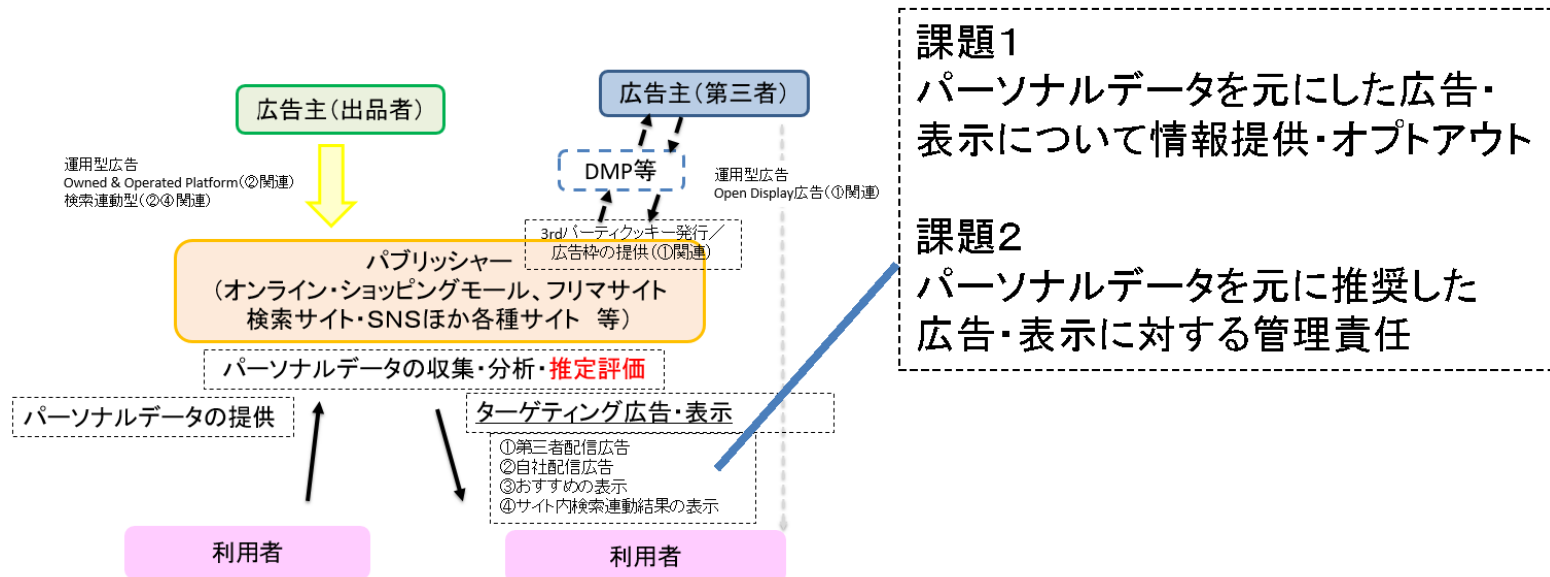 広告主(出品者)
広告主(第三者)
運用型広告
Owned & Operated Platform(②関連)
検索連動型(②④関連)
DMP等
運用型広告
Open Display広告(①関連)
3rdパーティクッキー発行／
広告枠の提供(①関連)
パブリッシャー
(オンライン・ショッピングモール、フリマサイト
検索サイト・SNSほか各種サイト 等)
パーソナルデータの収集・分析・推定評価
パーソナルデータの提供
ターゲティング広告・表示
①第三者配信広告
②自社配信広告
③おすすめの表示
④サイト内検索連動結果の表示
利用者
利用者
課題１
パーソナルデータを元にした広告・
表示について情報提供・オプトアウト
課題２
パーソナルデータを元に推奨した
広告・表示に対する管理責任